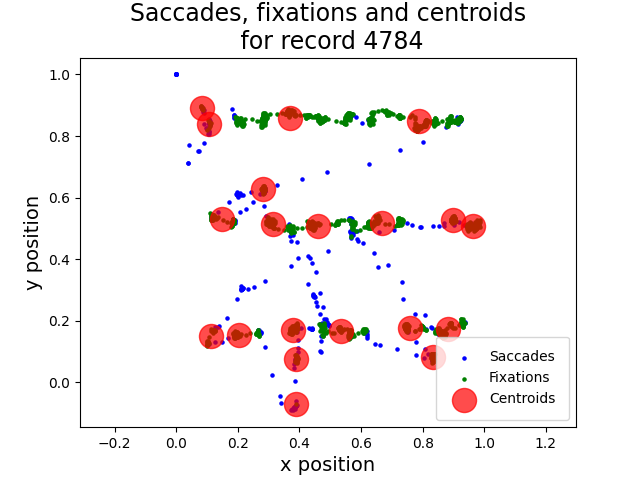 Saccades, fixations and centroids
for record 4784
y position
1.0
0.8
0.6
0.4
0.2
0.0
−0.2 0.0 0.2 0.4 0.6 0.8 1.0 1.2
x position
Saccades
Fixations
Centroids